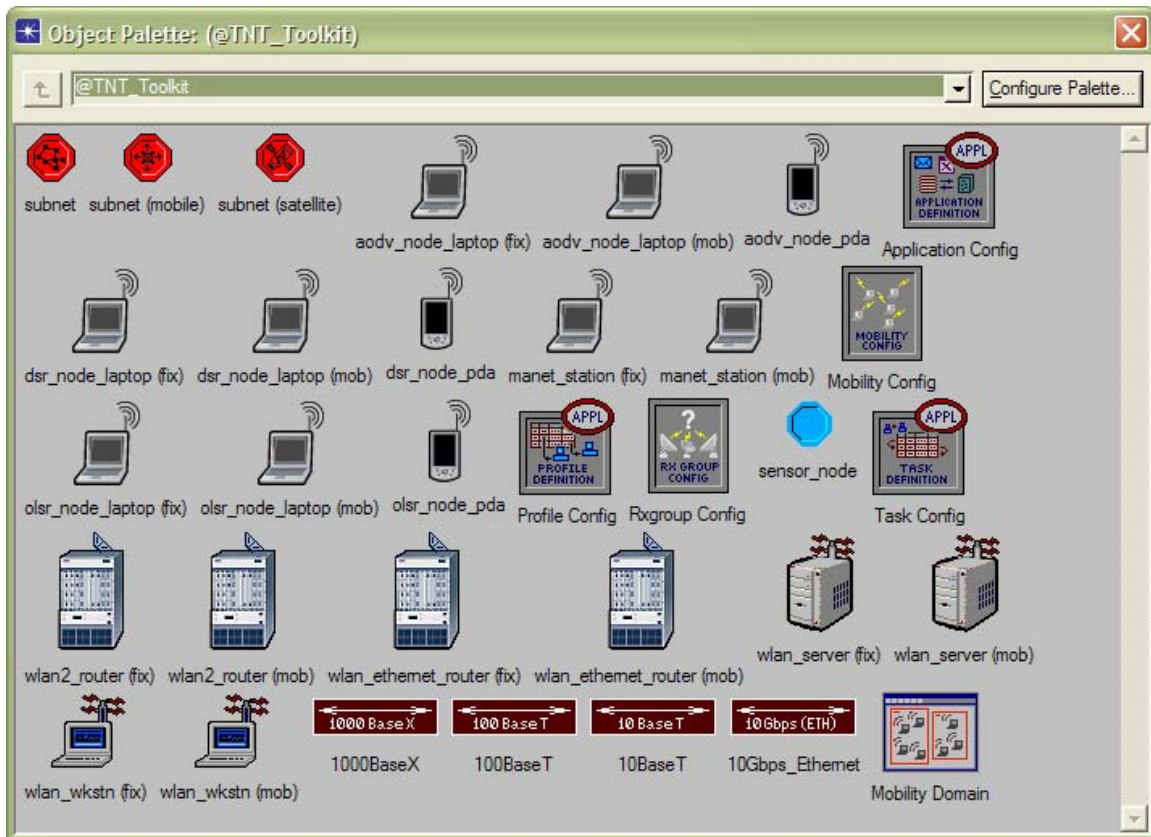 Object Palette: (@TNT_Toolkit)
@TNT_Toolkit
Configure Palette...
APPL
APPLICATION
DEFINITION
subnet subnet (mobile) subnet (satellite)
aodv_node_laptop (fix) aodv_node_laptop (mob) aodv_node_pda Application Config
MOBILITY
CONFIG
dsr_node_laptop (fix) dsr_node_laptop (mob) dsr_node_pda manet_station (fix) manet_station (mob) Mobility Config
APPL
PROFILE
DEFINITION
?
RX GROUP
CONFIG
APPL
TASK
DEFINITION
sensor_node
olsr_node_laptop (fix) olsr_node_laptop (mob) olsr_node_pda Profile Config Rxgroup Config Task Config
wlan2_router (fix) wlan2_router (mob) wlan_ethernet_router (fix) wlan_ethernet_router (mob) wlan_server (fix) wlan_server (mob)
1000 Base X 100 Base T 10 Base T 10 Gbps (ETH)
1000BaseX 100BaseT 10BaseT 10Gbps_Ethernet
wlan_wkstn (fix) wlan_wkstn (mob) Mobility Domain